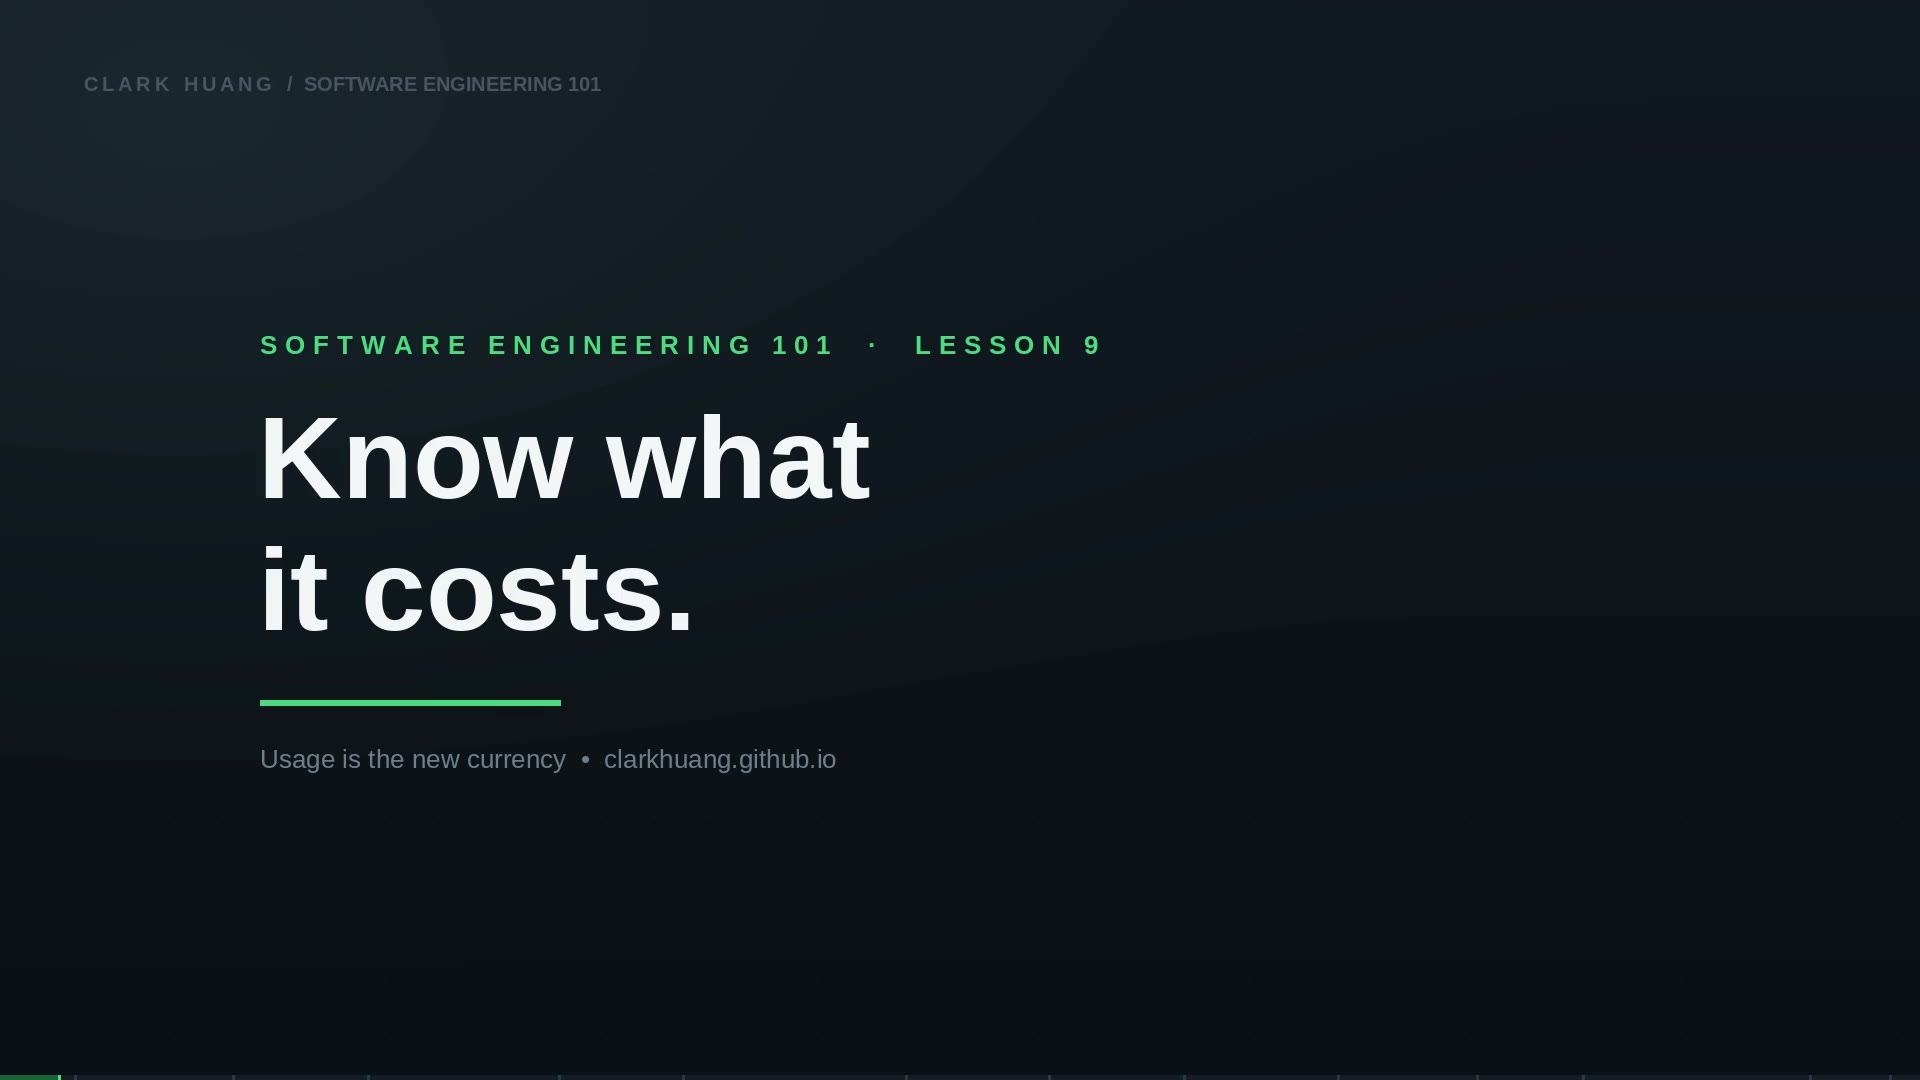 CLARK HUANG / SOFTWARE ENGINEERING 101
SOFTWARE ENGINEERING 101 · LESSON 9
Know what
it costs.
Usage is the new currency • clarkhuang.github.io